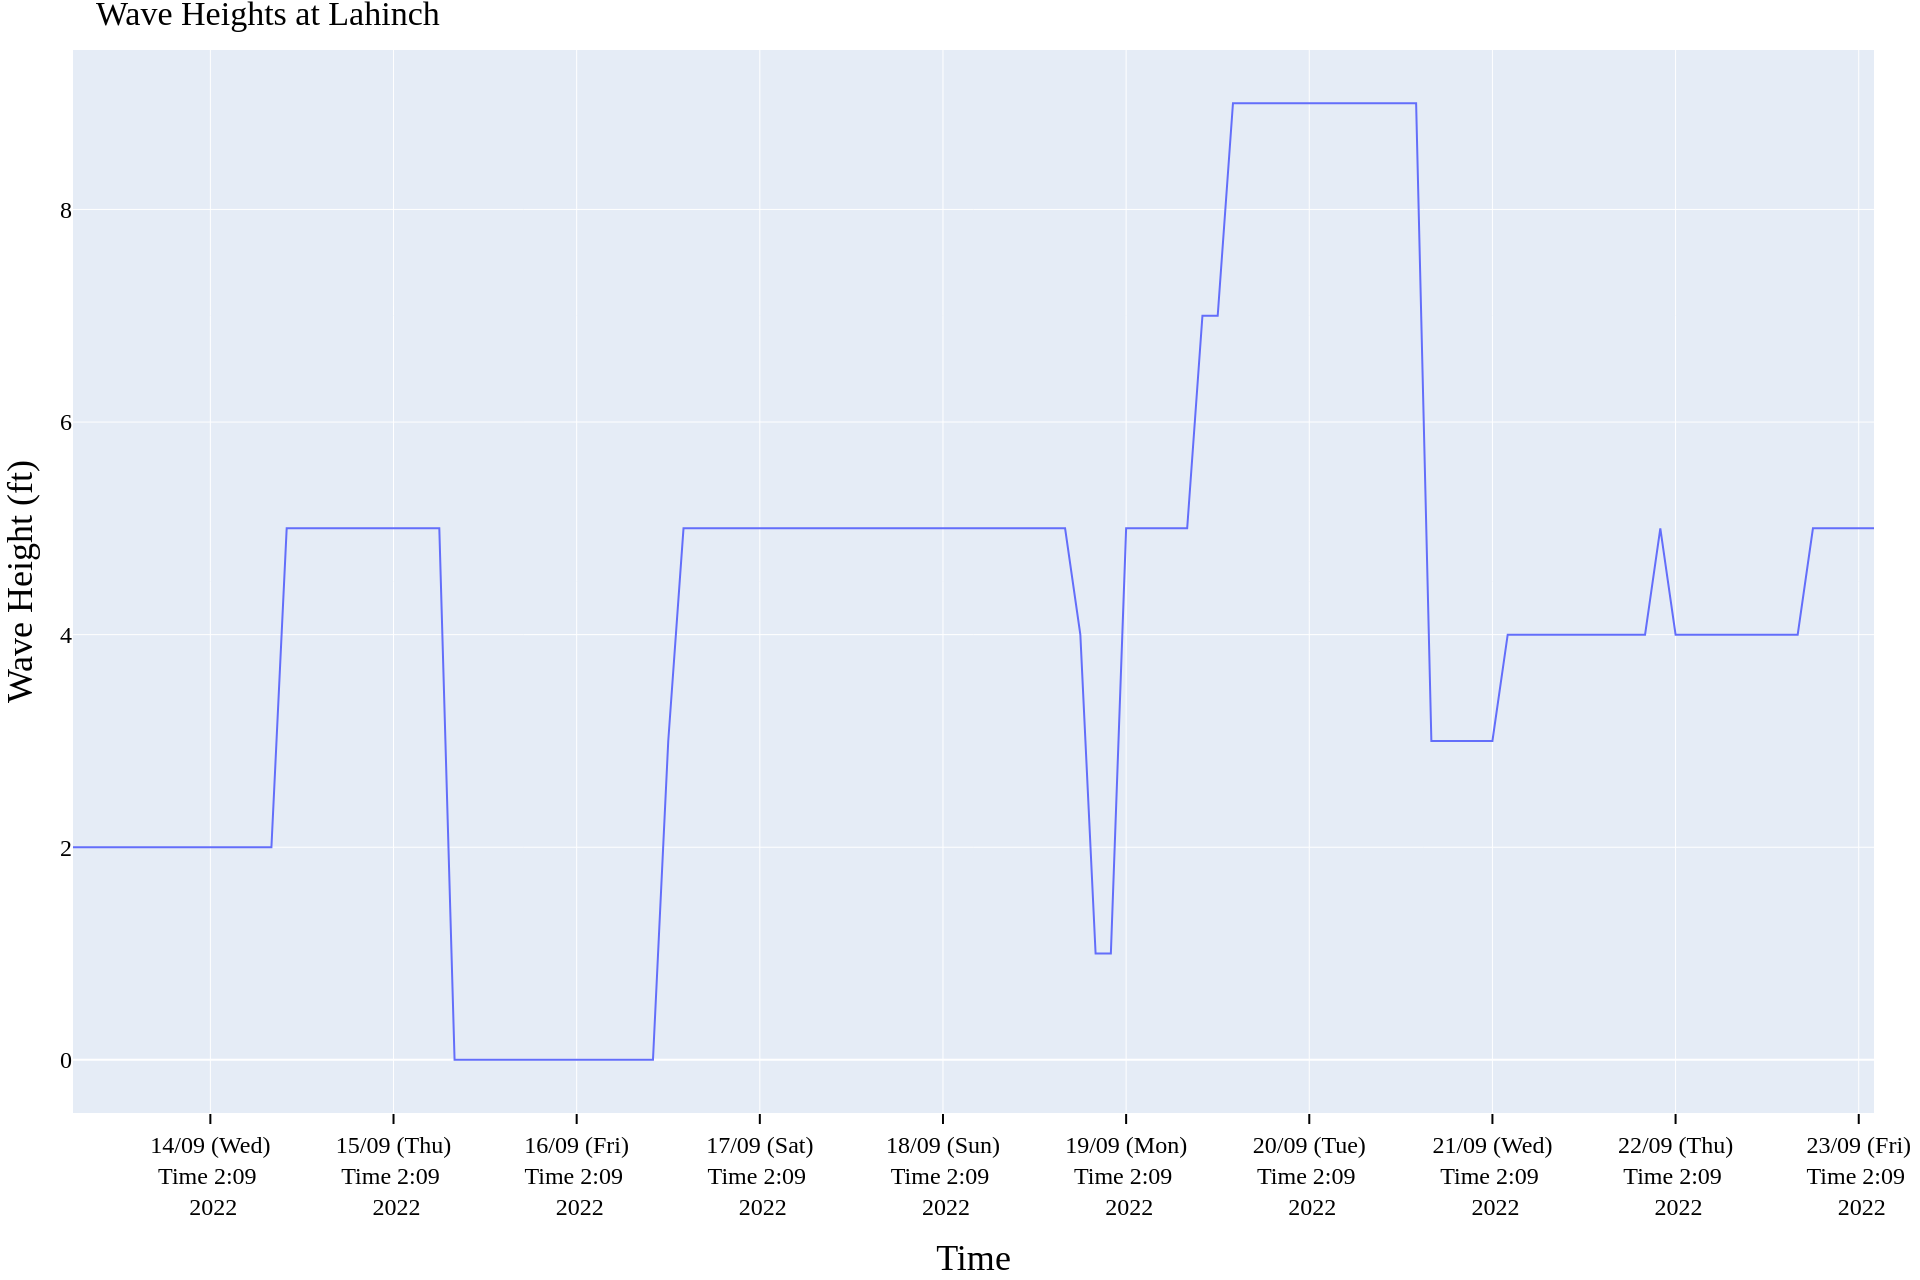 Wave Heights at Lahinch
Wave Height (ft)
8
6
4
2
0
14/09 (Wed)
Time 2:09
2022
15/09 (Thu)
Time 2:09
2022
16/09 (Fri)
Time 2:09
2022
17/09 (Sat)
Time 2:09
2022
18/09 (Sun)
Time 2:09
2022
19/09 (Mon)
Time 2:09
2022
20/09 (Tue)
Time 2:09
2022
21/09 (Wed)
Time 2:09
2022
22/09 (Thu)
Time 2:09
2022
23/09 (Fri)
Time 2:09
2022
Time